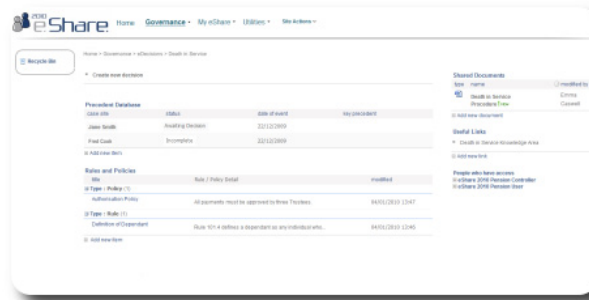 2010
eShare
Home Governance My eShare Utilities Site Actions
Recycle Bin
Home > Governance > eDecisions > Death in Service
Create new decision
Precedent Database
case title status date of event key precedent
Jane Smith Awaiting Decision 22/12/2009
Fred Cook Incomplete 22/12/2009
Add new item
Rules and Policies
title Rule / Policy Detail modified
Type : Policy (1)
Authorisation Policy All payments must be approved by three Trustees. 04/01/2010 13:47
Type : Rule (1)
Definition of Dependant Rule 101.4 defines a dependant as any individual who... 04/01/2010 12:46
Add new item
Shared Documents
type name modified by
Death in Service Procedure new Emma Caswell
Add new document
Useful Links
Death in Service Knowledge Area
Add new link
People who have access
eShare 2010 Pension Controller
eShare 2010 Pension User